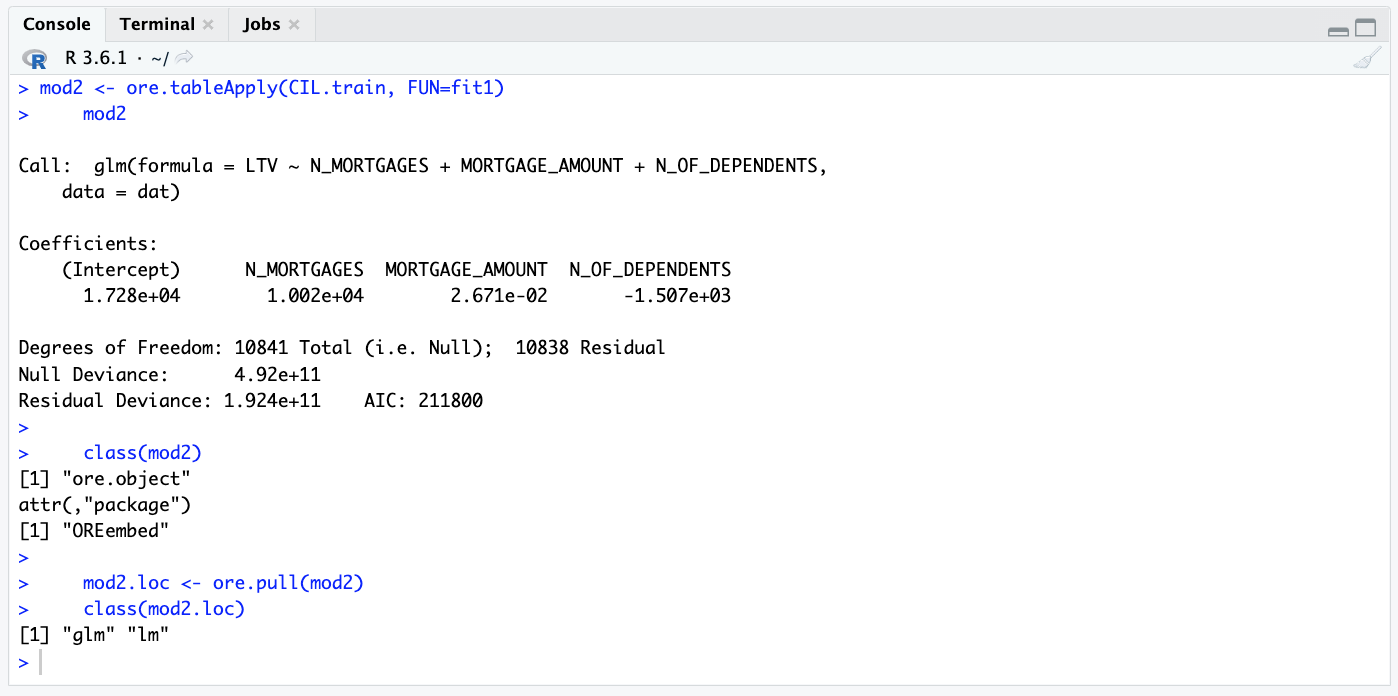 Console Terminal × Jobs ×
R R 3.6.1 · ~/
> mod2 <- ore.tableApply(CIL.train, FUN=fit1)
>     mod2
Call:  glm(formula = LTV ~ N_MORTGAGES + MORTGAGE_AMOUNT + N_OF_DEPENDENTS,
    data = dat)
Coefficients:
    (Intercept)      N_MORTGAGES  MORTGAGE_AMOUNT  N_OF_DEPENDENTS
      1.728e+04        1.002e+04        2.671e-02       -1.507e+03
Degrees of Freedom: 10841 Total (i.e. Null);  10838 Residual
Null Deviance:      4.92e+11
Residual Deviance: 1.924e+11    AIC: 211800
>
>     class(mod2)
[1] "ore.object"
attr(,"package")
[1] "OREembed"
>
>     mod2.loc <- ore.pull(mod2)
>     class(mod2.loc)
[1] "glm" "lm"
>